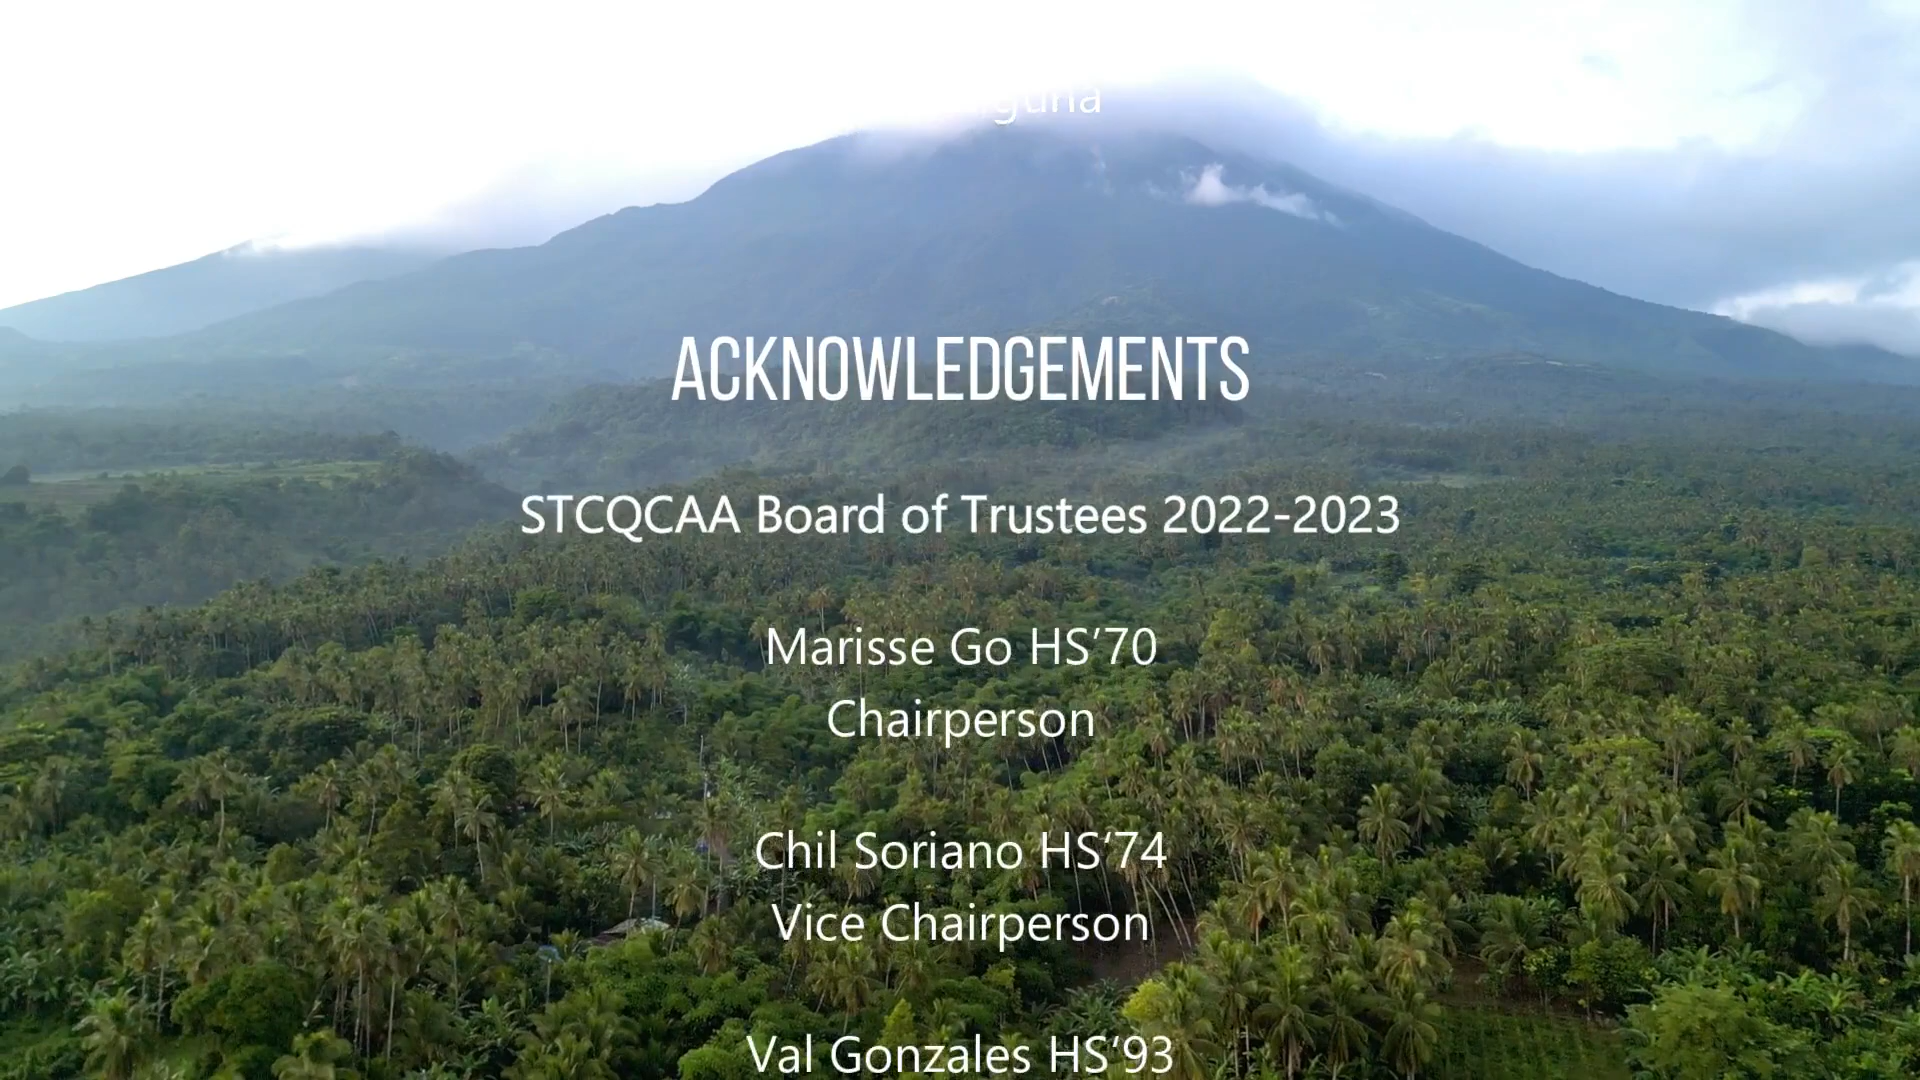 ACKNOWLEDGEMENTS
STCQCAA Board of Trustees 2022-2023
Marisse Go HS’70
Chairperson
Chil Soriano HS‘74
Vice Chairperson
Val Gonzales HS‘93